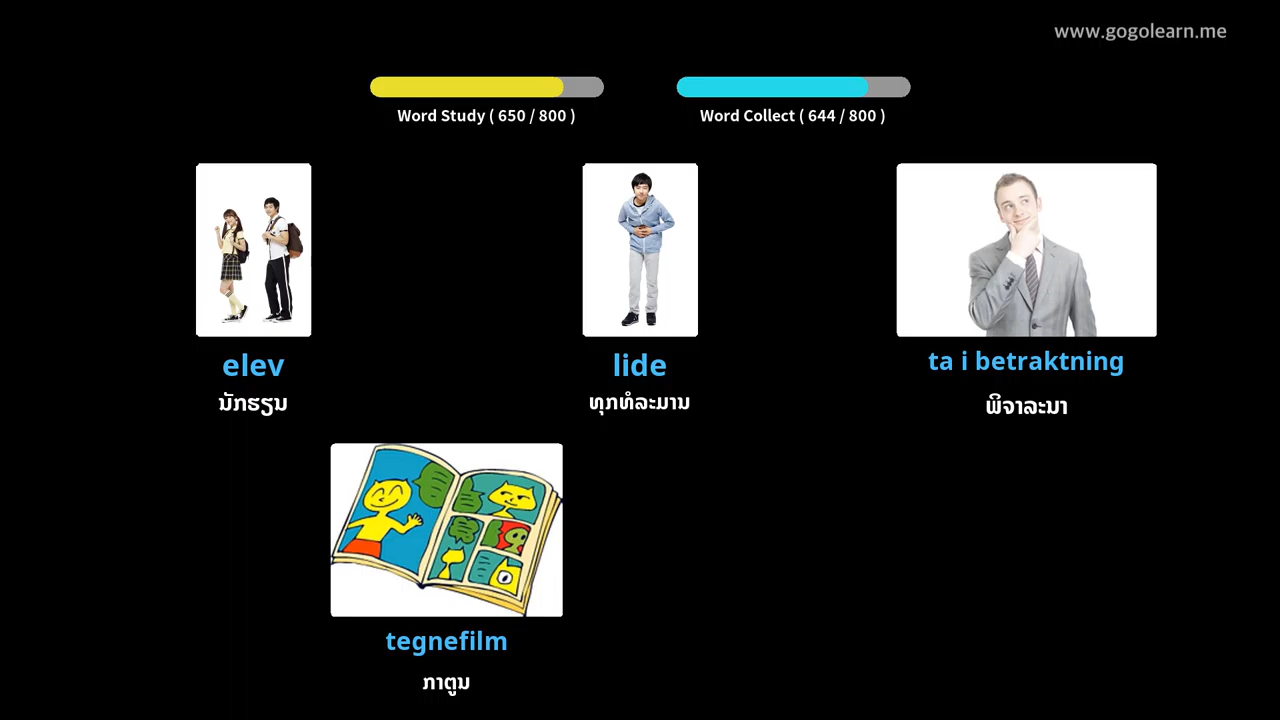 www.gogolearn.me
Word Study ( 650 / 800 )
Word Collect ( 644 / 800 )
elev
ນັກຮຽນ
lide
ທຸກທໍລະມານ
ta i betraktning
ພິຈາລະນາ
tegnefilm
ກາຕູນ